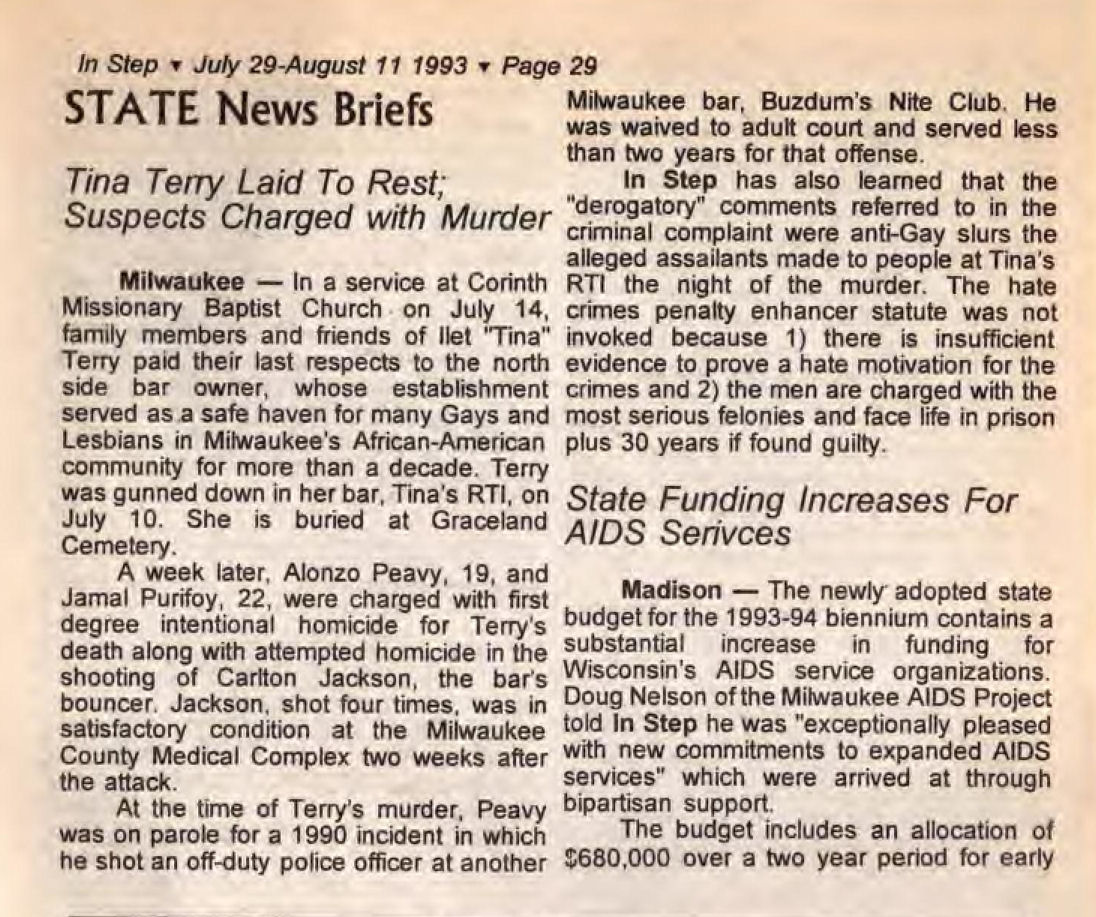 In Step ▼ July 29-August 11 1993 ▼ Page 29
STATE News Briefs
Tina Terry Laid To Rest;
Suspects Charged with Murder
Milwaukee — In a service at Corinth
Missionary Baptist Church on July 14,
family members and friends of Ilet "Tina"
Terry paid their last respects to the north
side bar owner, whose establishment
served as a safe haven for many Gays and
Lesbians in Milwaukee's African-American
community for more than a decade. Terry
was gunned down in her bar, Tina's RTI, on
July 10. She is buried at Graceland
Cemetery.
A week later, Alonzo Peavy, 19, and
Jamal Purifoy, 22, were charged with first
degree intentional homicide for Terry's
death along with attempted homicide in the
shooting of Carlton Jackson, the bar's
bouncer. Jackson, shot four times, was in
satisfactory condition at the Milwaukee
County Medical Complex two weeks after
the attack.
At the time of Terry's murder, Peavy
was on parole for a 1990 incident in which
he shot an off-duty police officer at another
Milwaukee bar, Buzdum's Nite Club. He
was waived to adult court and served less
than two years for that offense.
In Step has also learned that the
"derogatory" comments referred to in the
criminal complaint were anti-Gay slurs the
alleged assailants made to people at Tina's
RTI the night of the murder. The hate
crimes penalty enhancer statute was not
invoked because 1) there is insufficient
evidence to prove a hate motivation for the
crimes and 2) the men are charged with the
most serious felonies and face life in prison
plus 30 years if found guilty.
State Funding Increases For
AIDS Serivces
Madison — The newly adopted state
budget for the 1993-94 biennium contains a
substantial increase in funding for
Wisconsin's AIDS service organizations.
Doug Nelson of the Milwaukee AIDS Project
told In Step he was "exceptionally pleased
with new commitments to expanded AIDS
services" which were arrived at through
bipartisan support.
The budget includes an allocation of
$680,000 over a two year period for early